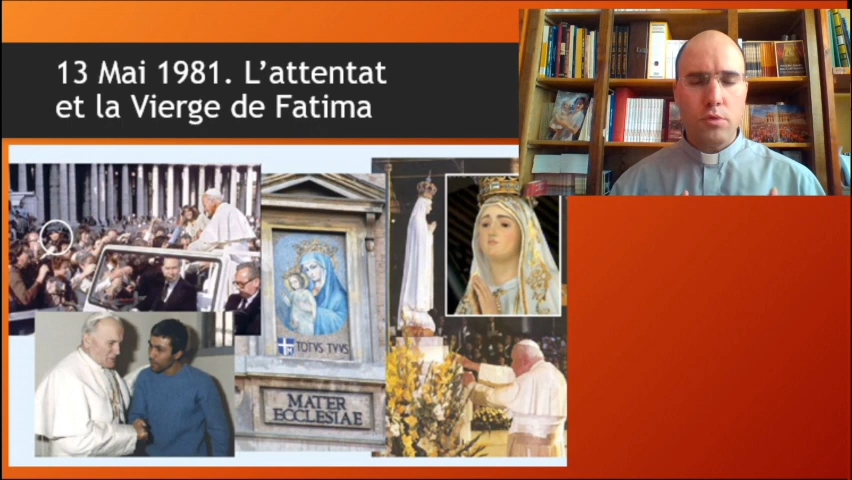 13 Mai 1981. L'attentat
et la Vierge de Fatima
TOTVS TVVS
MATER
ECCLESIAE